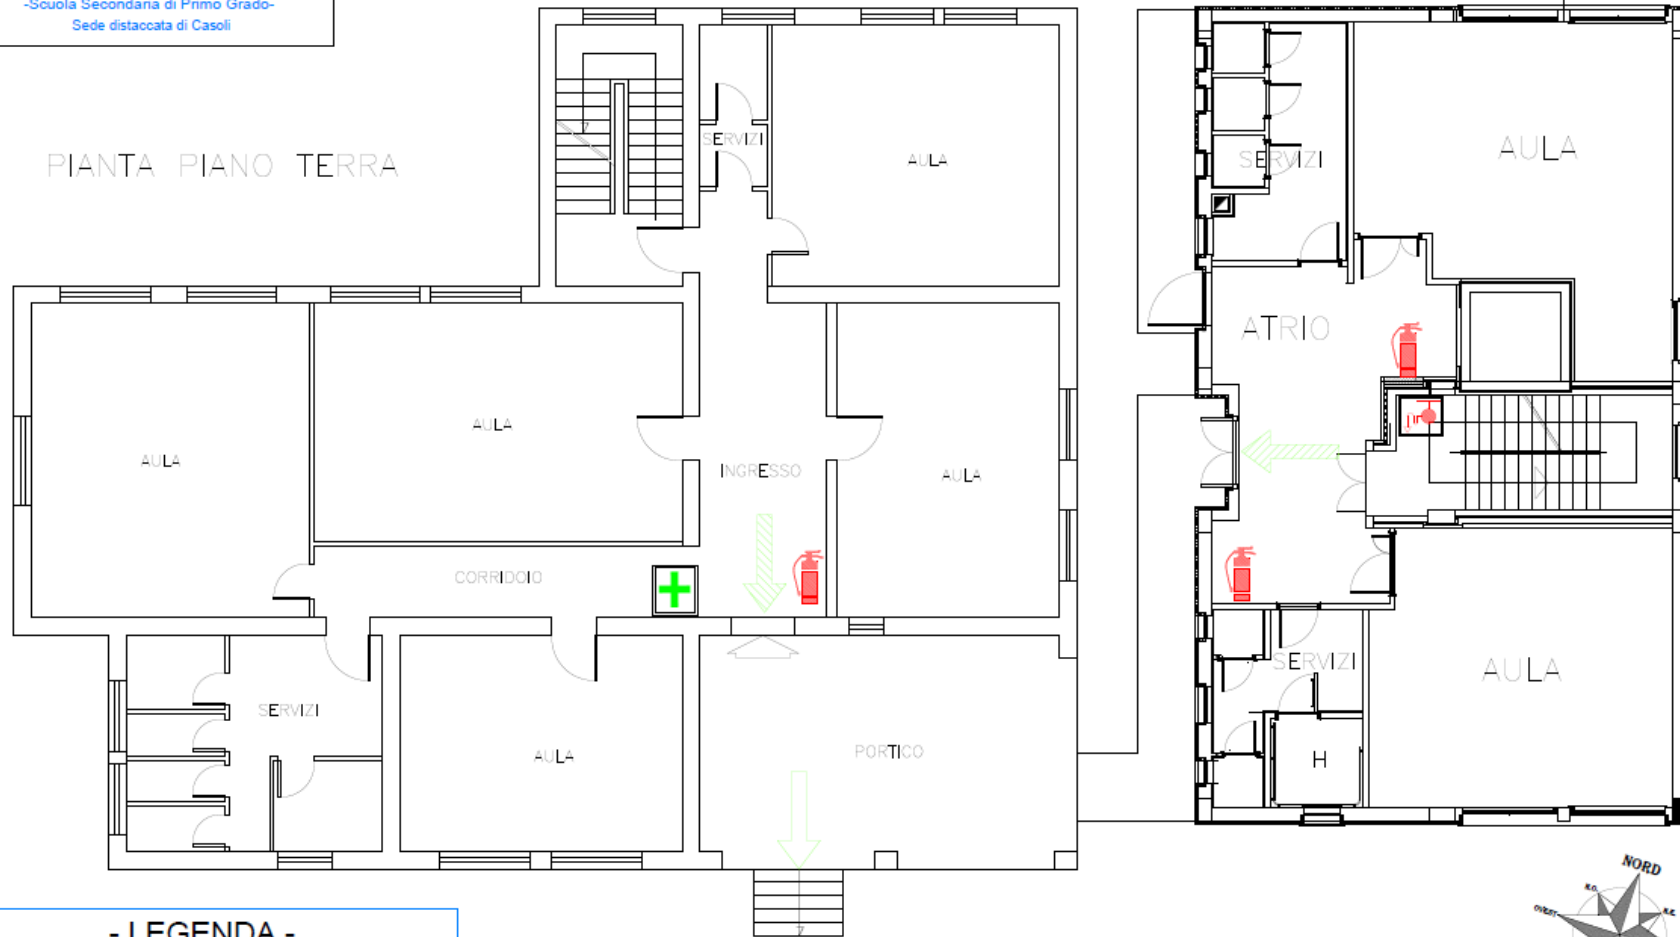 -Scuola Secondaria di Primo Grado-
Sede distaccata di Casoli
PIANTA PIANO TERRA
SERVIZI
AULA
SERVIZI
AULA
ATRIO
AULA
AULA
INGRESSO
AULA
CORRIDOIO
SERVIZI
AULA
SERVIZI
AULA
PORTICO
H
NORD
N.O.
N.E.
OVEST
- LEGENDA -